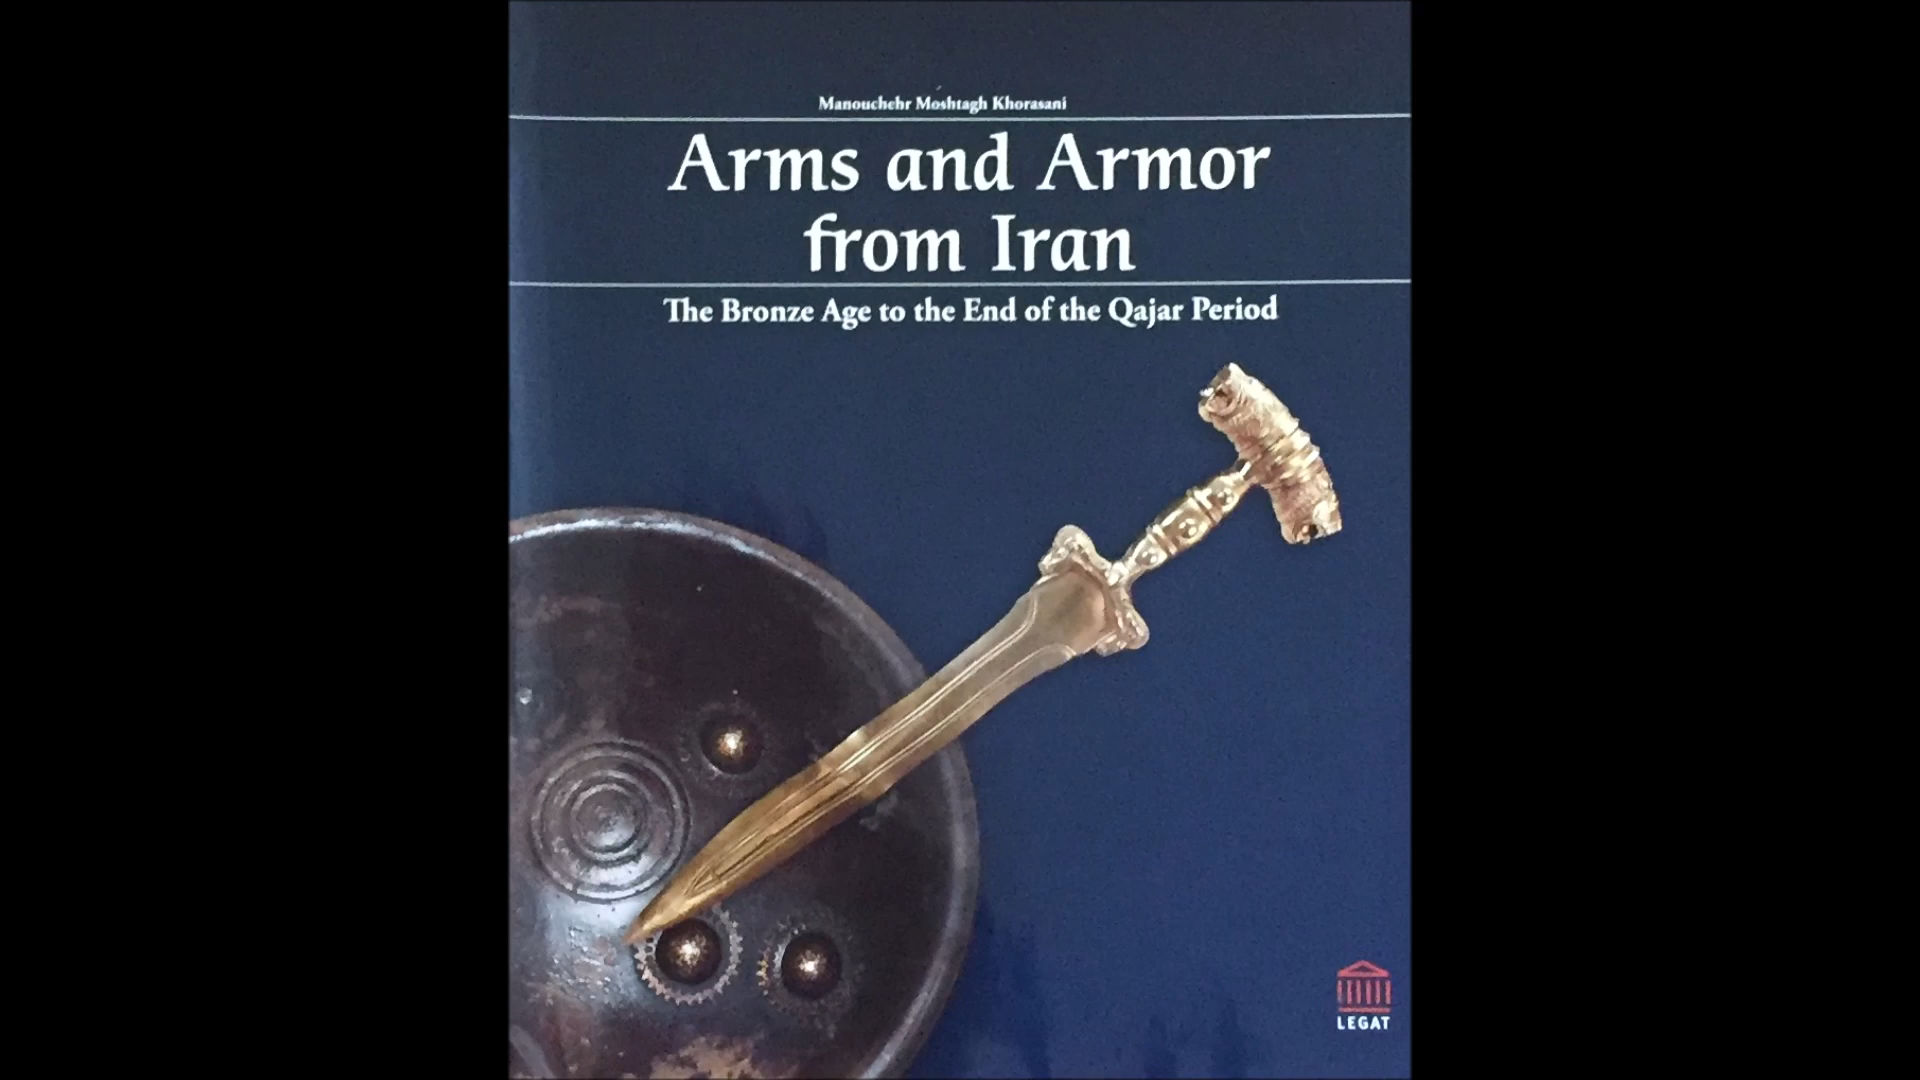 Manouchehr Moshtagh Khorasani
Arms and Armor
from Iran
The Bronze Age to the End of the Qajar Period
LEGAT